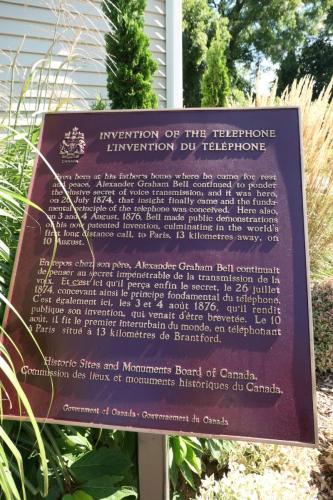 INVENTION OF THE TELEPHONE
L'INVENTION DU TÉLÉPHONE
Even here at his father's home where he came for rest
and peace, Alexander Graham Bell continued to ponder
the elusive secret of voice transmission; and it was here,
on 26 July 1874, that insight finally came and the funda-
mental principle of the telephone was conceived. Here also,
on 3 and 4 August, 1876, Bell made public demonstrations
of his now patented invention, culminating in the world's
first long distance call, to Paris, 13 kilometres away, on
10 August.
En repos chez son père, Alexander Graham Bell continuait
de penser au secret impénétrable de la transmission de la
voix. Et c'est ici qu'il perça enfin le secret, le 26 juillet
1874, concevant ainsi le principe fondamental du téléphone.
C'est également ici, les 3 et 4 août 1876, qu'il rendit
publique son invention, qui venait d'être brevetée. Le 10
août, il fit le premier interurbain du monde, en téléphonant
à Paris situé à 13 kilomètres de Brantford.
Historic Sites and Monuments Board of Canada.
Commission des lieux et monuments historiques du Canada.
Government of Canada · Gouvernement du Canada